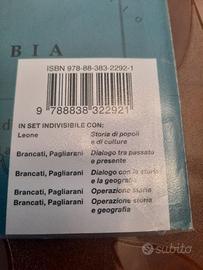 BIA
ISBN 978-88-383-2292-1
9 788838 322921
IN SET INDIVISIBILE CON:
Leone Storia di popoli
e di culture
Brancati, Pagliarani Dialogo tra passato
e presente
Brancati, Pagliarani Dialogo con la storia
e la geografia
Brancati, Pagliarani Operazione storia
Brancati, Pagliarani Operazione storia
e geografia
subito